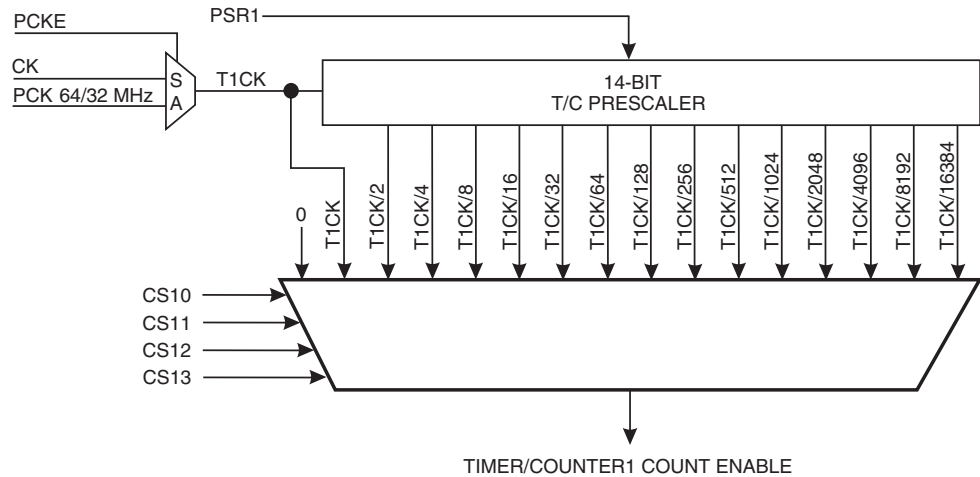 PCKE
PSR1
CK
PCK 64/32 MHz
S
A
T1CK
14-BIT
T/C PRESCALER
0
T1CK
T1CK/2
T1CK/4
T1CK/8
T1CK/16
T1CK/32
T1CK/64
T1CK/128
T1CK/256
T1CK/512
T1CK/1024
T1CK/2048
T1CK/4096
T1CK/8192
T1CK/16384
CS10
CS11
CS12
CS13
TIMER/COUNTER1 COUNT ENABLE